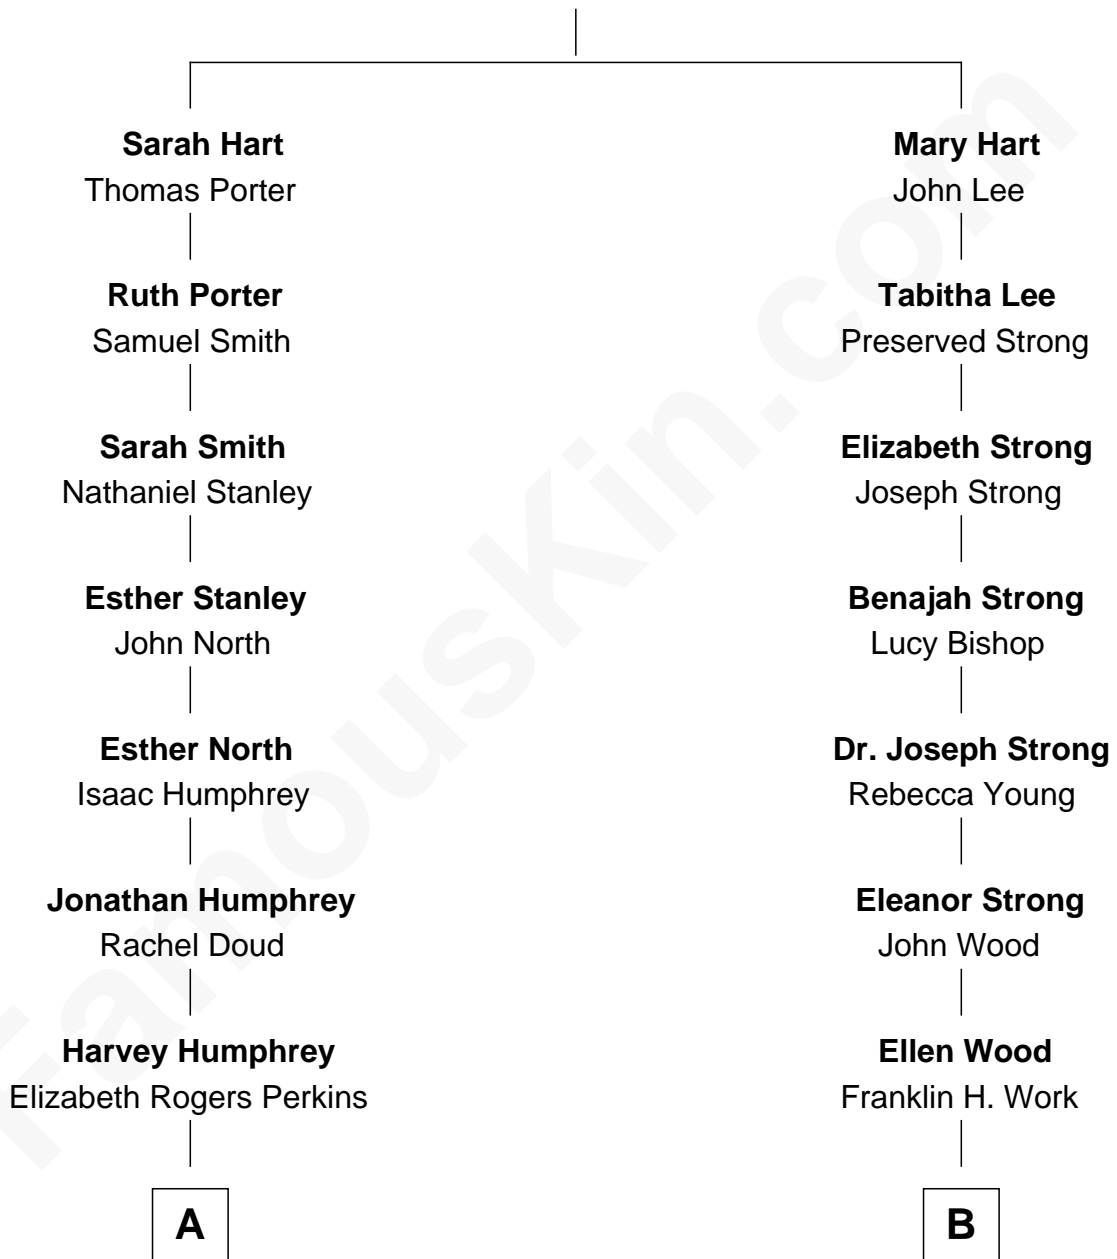 Sarah Hart
Thomas Porter
Mary Hart
John Lee
Ruth Porter
Samuel Smith
Tabitha Lee
Preserved Strong
Sarah Smith
Nathaniel Stanley
Elizabeth Strong
Joseph Strong
Esther Stanley
John North
Benajah Strong
Lucy Bishop
Esther North
Isaac Humphrey
Dr. Joseph Strong
Rebecca Young
Jonathan Humphrey
Rachel Doud
Eleanor Strong
John Wood
Harvey Humphrey
Elizabeth Rogers Perkins
Ellen Wood
Franklin H. Work
A
B
FamousKin.com